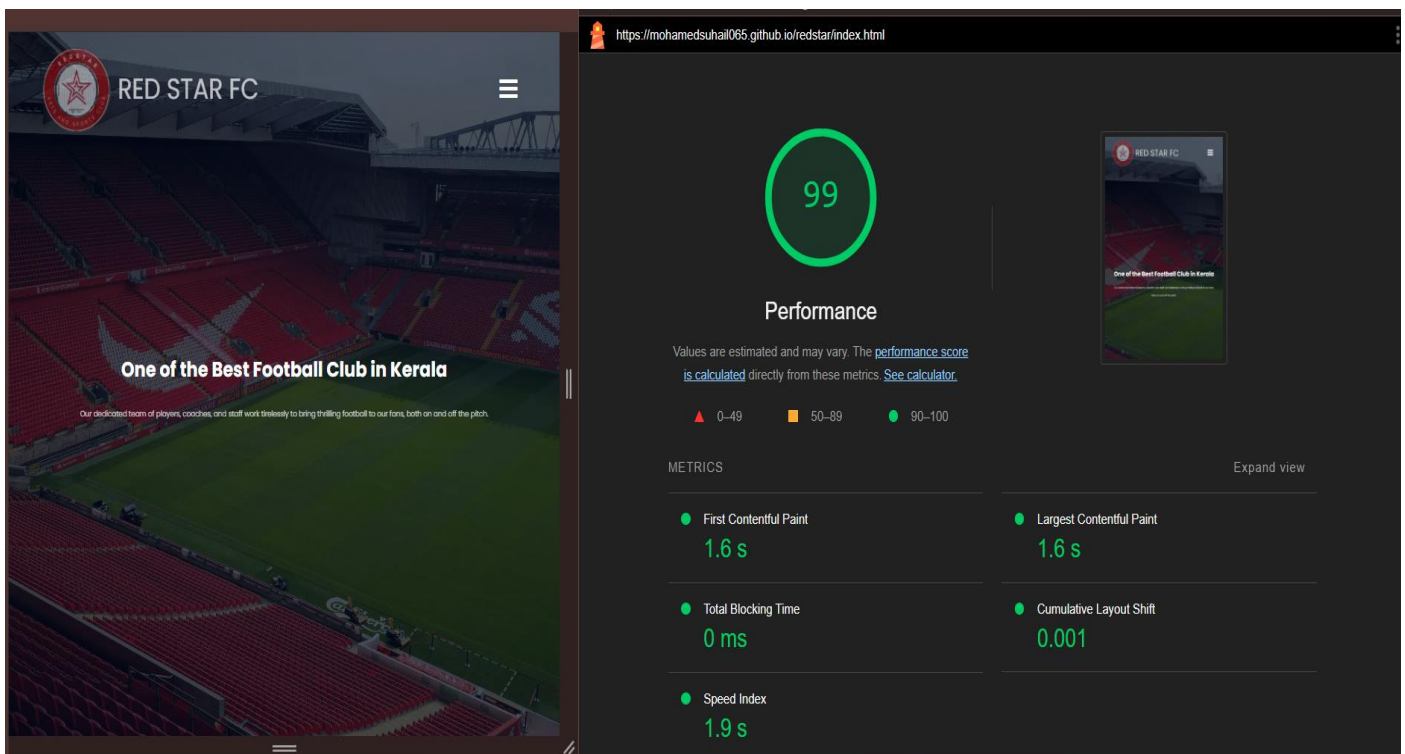 REDSTAR
ARTS AND SPORTS CLUB
RED STAR FC
One of the Best Football Club in Kerala
Our dedicated team of players, coaches, and staff work tirelessly to bring thrilling football to our fans, both on and off the pitch.
https://mohamedsuhail065.github.io/redstar/index.html
99
Performance
Values are estimated and may vary. The performance score
is calculated directly from these metrics. See calculator.
0–49
50–89
90–100
RED STAR FC
One of the Best Football Club in Kerala
METRICS
Expand view
First Contentful Paint
1.6 s
Largest Contentful Paint
1.6 s
Total Blocking Time
0 ms
Cumulative Layout Shift
0.001
Speed Index
1.9 s